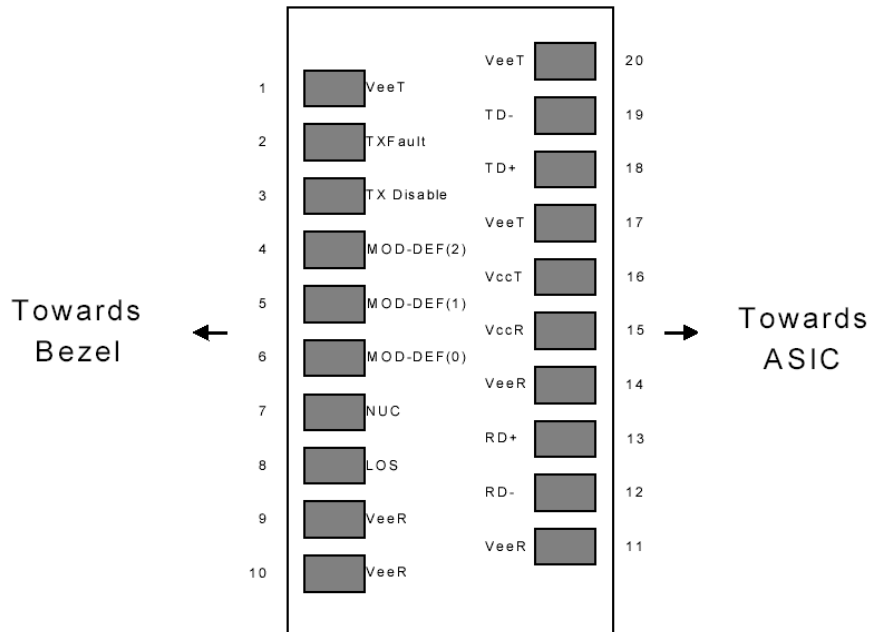 VeeT 20
1 VeeT
TD- 19
2 TXFault
TD+ 18
3 TX Disable
VeeT 17
4 MOD-DEF(2)
VccT 16
5 MOD-DEF(1)
Towards
Bezel
VccR 15
Towards
ASIC
6 MOD-DEF(0)
VeeR 14
7 NUC
RD+ 13
8 LOS
RD- 12
9 VeeR
VeeR 11
10 VeeR